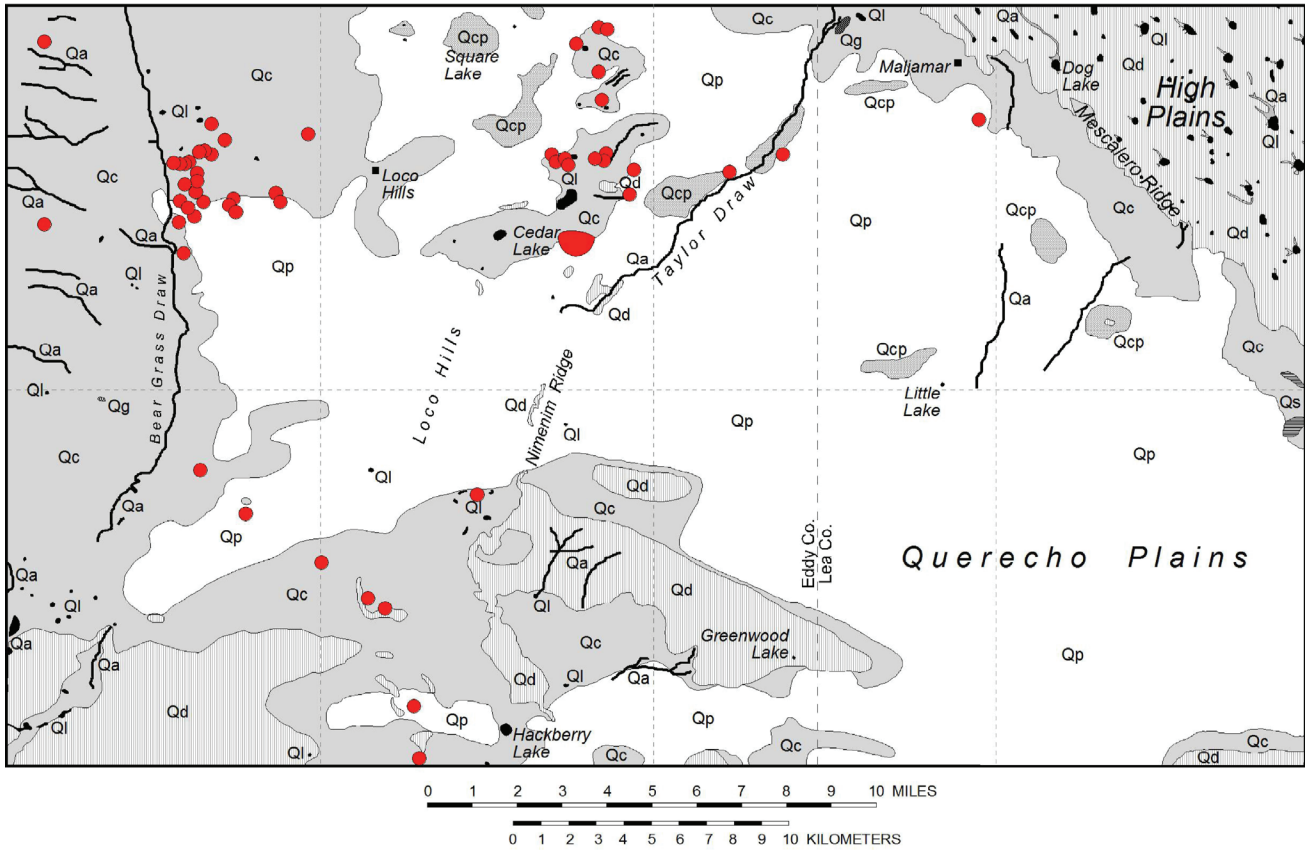 Qa
Qc
Qcp
Square
Lake
Qc
Qcp
Qp
Qc
Ql
Qg
Maljamar
Qcp
Qa
Ql
Dog
Lake
Qd
High
Plains
Qa
Ql
Mescalero Ridge
Qc
Qa
Ql
Loco
Hills
Ql
Qd
Qc
Cedar
Lake
Qcp
Taylor Draw
Qa
Qd
Qp
Qcp
Qc
Qd
Qa
Ql
Qa
Qp
Bear Grass Draw
Qa
Ql
Qg
Qc
Qa
Loco Hills
Nimenim Ridge
Qd
Ql
Qp
Qcp
Little
Lake
Qa
Qcp
Qc
Qs
Qp
Ql
Qp
Ql
Qd
Qc
Qa
Ql
Qd
Eddy Co.
Lea Co.
Querecho Plains
Qa
Ql
Qc
Qa
Qa
Ql
Qd
Ql
Qp
Hackberry
Lake
Qd
Qc
Ql
Qa
Greenwood
Lake
Qp
Qc
Qc
Qp
Qc
Qd
0 1 2 3 4 5 6 7 8 9 10 MILES
0 1 2 3 4 5 6 7 8 9 10 KILOMETERS